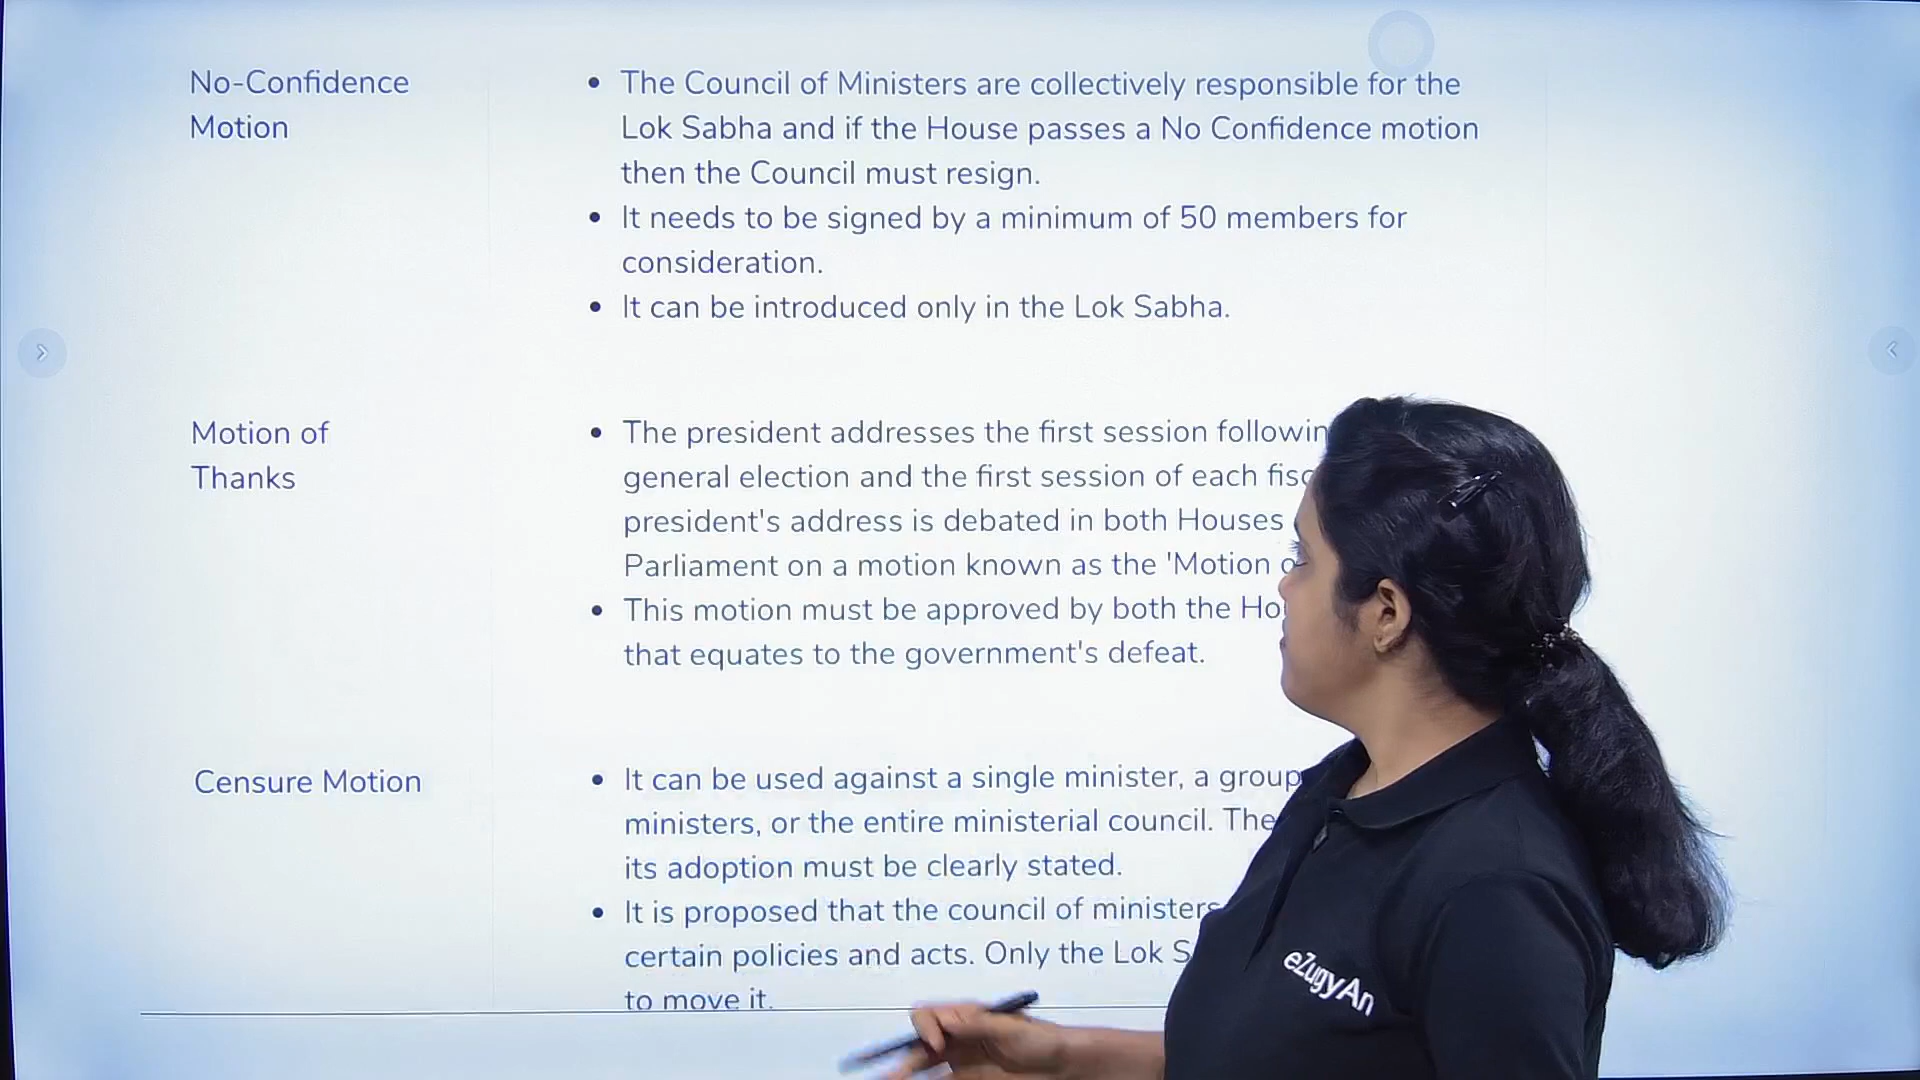 No-Confidence
Motion
• The Council of Ministers are collectively responsible for the
Lok Sabha and if the House passes a No Confidence motion
then the Council must resign.
• It needs to be signed by a minimum of 50 members for
consideration.
• It can be introduced only in the Lok Sabha.
Motion of
Thanks
• The president addresses the first session
general election and the first session of each
president's address is debated in both Houses
Parliament on a motion known as the 'Motion
• This motion must be approved by both the
that equates to the government's defeat.
Censure Motion
• It can be used against a single minister, a group
ministers, or the entire ministerial council. The
its adoption must be clearly stated.
• It is proposed that the council of ministers
certain policies and acts. Only the Lok
to move it.
eZugyAn